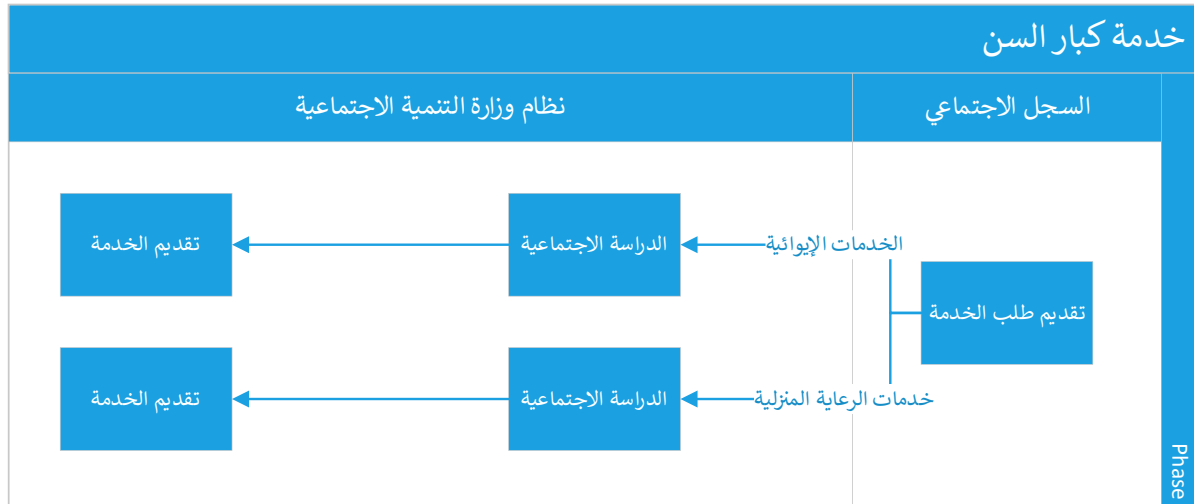 خدمة كبار السن
السجل الاجتماعي
نظام وزارة التنمية الاجتماعية
تقديم طلب الخدمة
الخدمات الإيوائية
الدراسة الاجتماعية
تقديم الخدمة
خدمات الرعاية المنزلية
الدراسة الاجتماعية
تقديم الخدمة
Phase